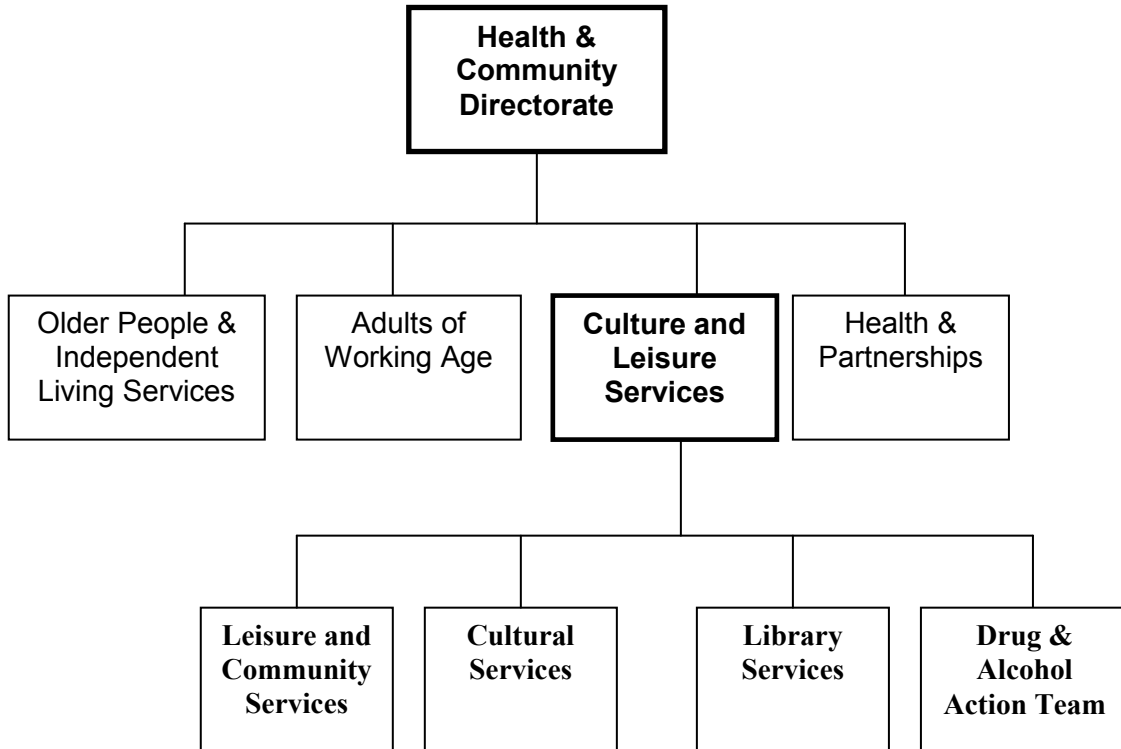 Health &
Community
Directorate
Older People &
Independent
Living Services
Adults of
Working Age
Culture and
Leisure
Services
Health &
Partnerships
Leisure and
Community
Services
Cultural
Services
Library
Services
Drug &
Alcohol
Action Team